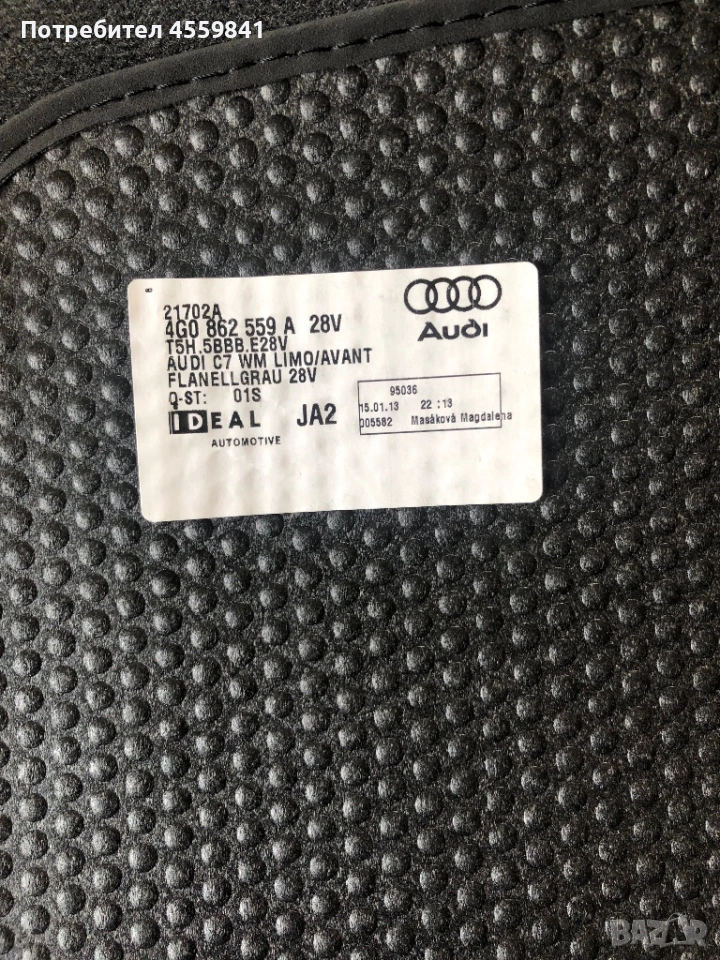 Потребител 4559841
21702A
4G0 862 559 A 28V
T5H.5BBB.E28V
AUDI C7 WM LIMO/AVANT
FLANELLGRAU 28V
Q-ST: 01S
IDEAL JA2
AUTOMOTIVE
Audi
95036
15.01.13 22:13
005582 Masáková Magdalena
BAZAR